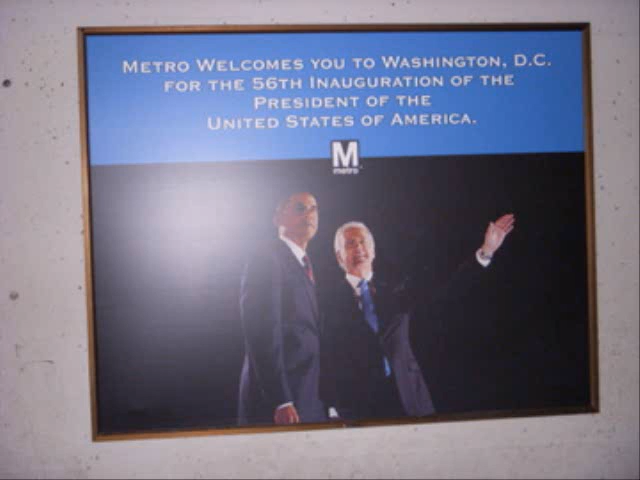 Metro Welcomes you to Washington, D.C.
for the 56th Inauguration of the
President of the
United States of America.
M
metro